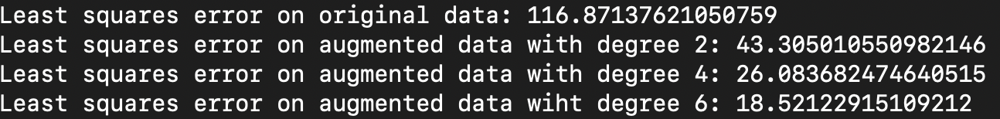 Least squares error on original data: 116.87137621050759
Least squares error on augmented data with degree 2: 43.305010550982146
Least squares error on augmented data with degree 4: 26.083682474640515
Least squares error on augmented data wiht degree 6: 18.52122915109212